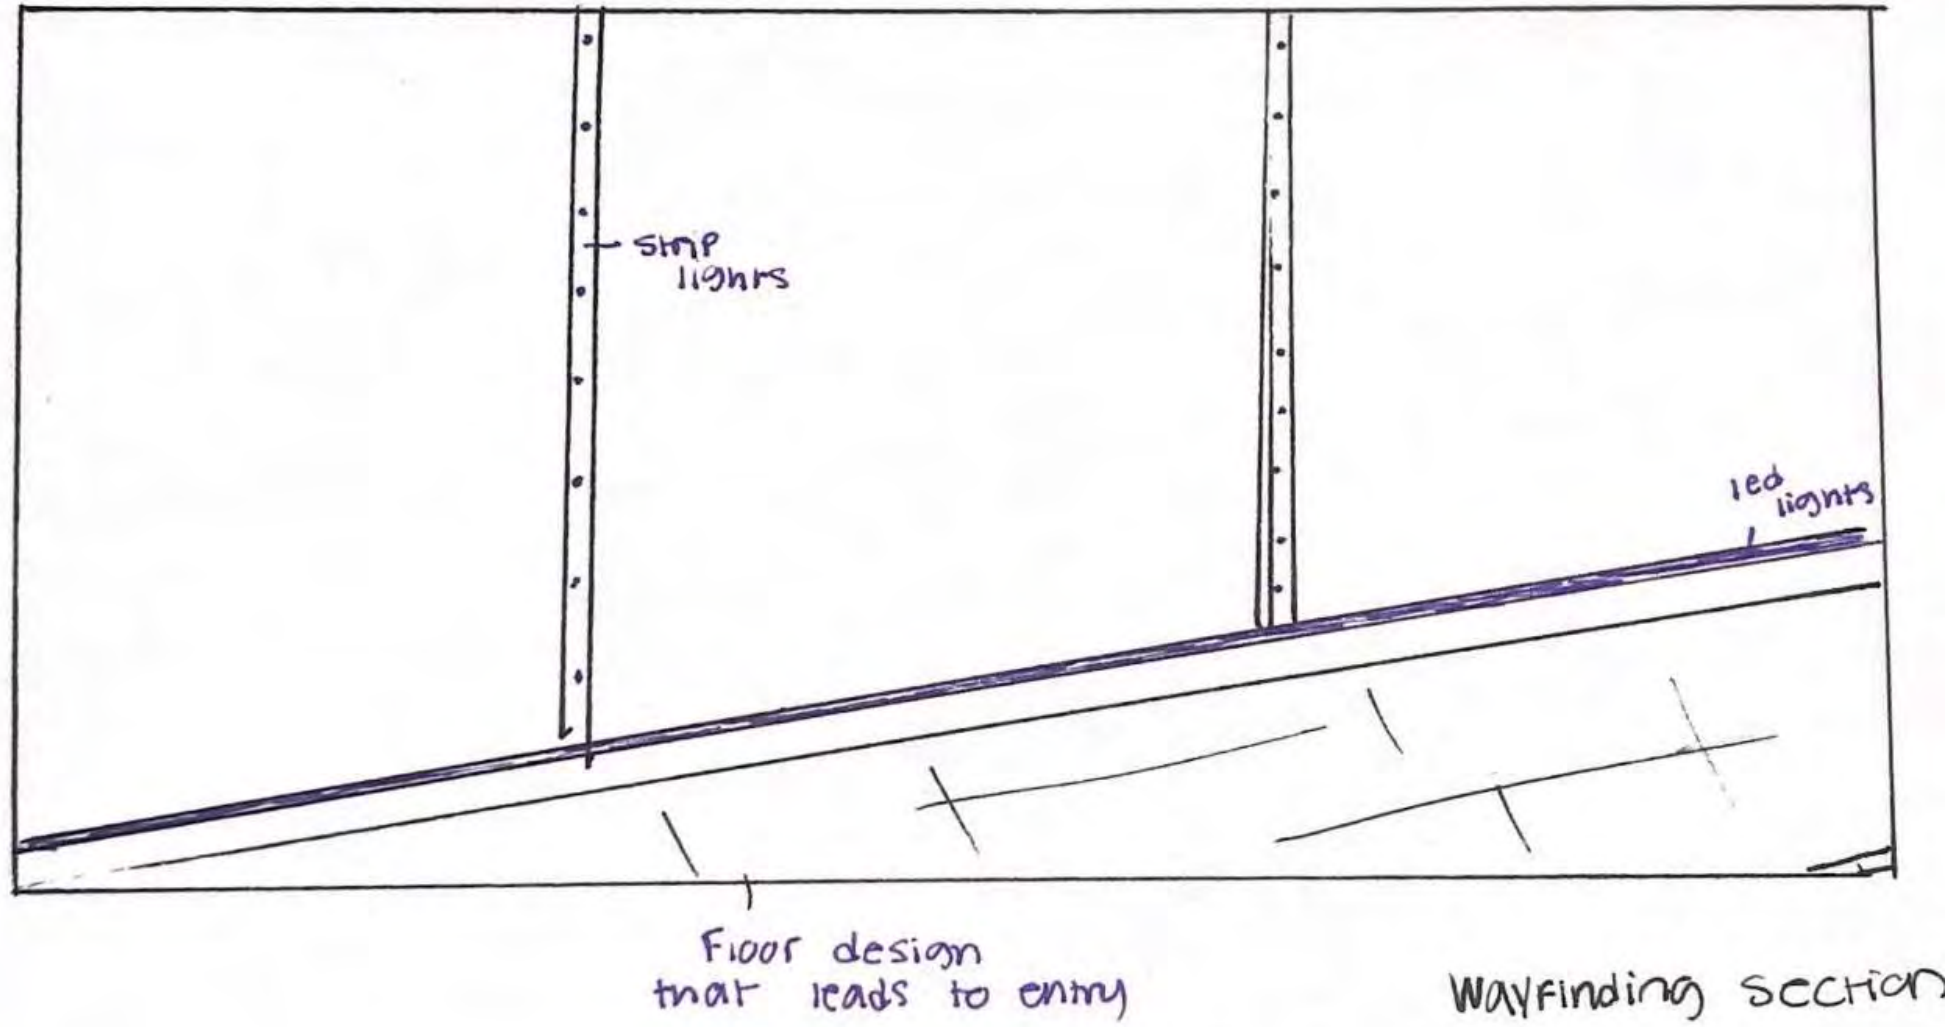 strip
lights
led
lights
Floor design
that leads to entry
Wayfinding section